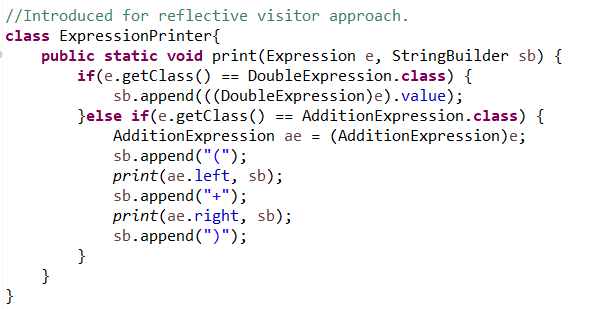 //Introduced for reflective visitor approach.
class ExpressionPrinter{
    public static void print(Expression e, StringBuilder sb) {
        if(e.getClass() == DoubleExpression.class) {
            sb.append(((DoubleExpression)e).value);
        }else if(e.getClass() == AdditionExpression.class) {
            AdditionExpression ae = (AdditionExpression)e;
            sb.append("(");
            print(ae.left, sb);
            sb.append("+");
            print(ae.right, sb);
            sb.append(")");
        }
    }
}